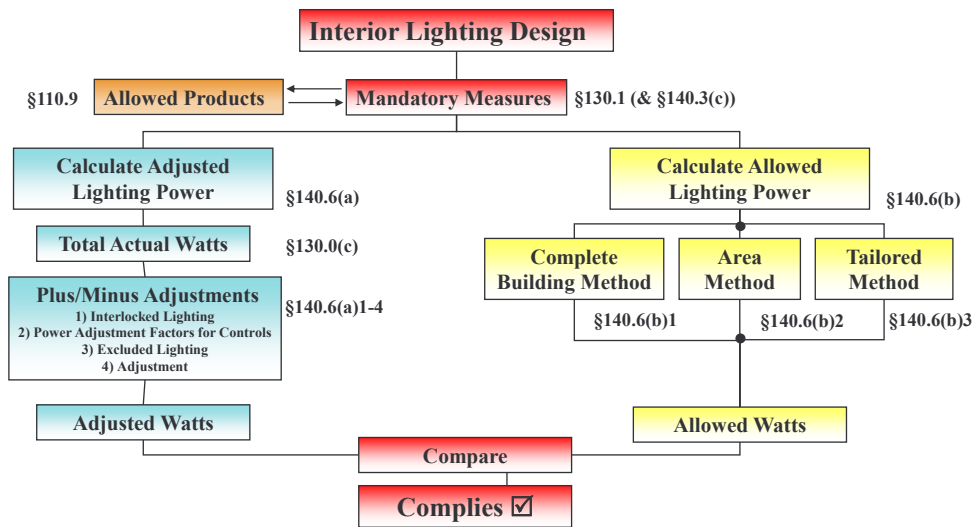 Interior Lighting Design
§110.9
Allowed Products
Mandatory Measures
§130.1 (& §140.3(c))
Calculate Adjusted
Lighting Power
§140.6(a)
Total Actual Watts
§130.0(c)
Plus/Minus Adjustments
1) Interlocked Lighting
2) Power Adjustment Factors for Controls
3) Excluded Lighting
4) Adjustment
§140.6(a)1-4
Adjusted Watts
Calculate Allowed
Lighting Power
§140.6(b)
Complete
Building Method
§140.6(b)1
Area
Method
§140.6(b)2
Tailored
Method
§140.6(b)3
Allowed Watts
Compare
Complies ☑